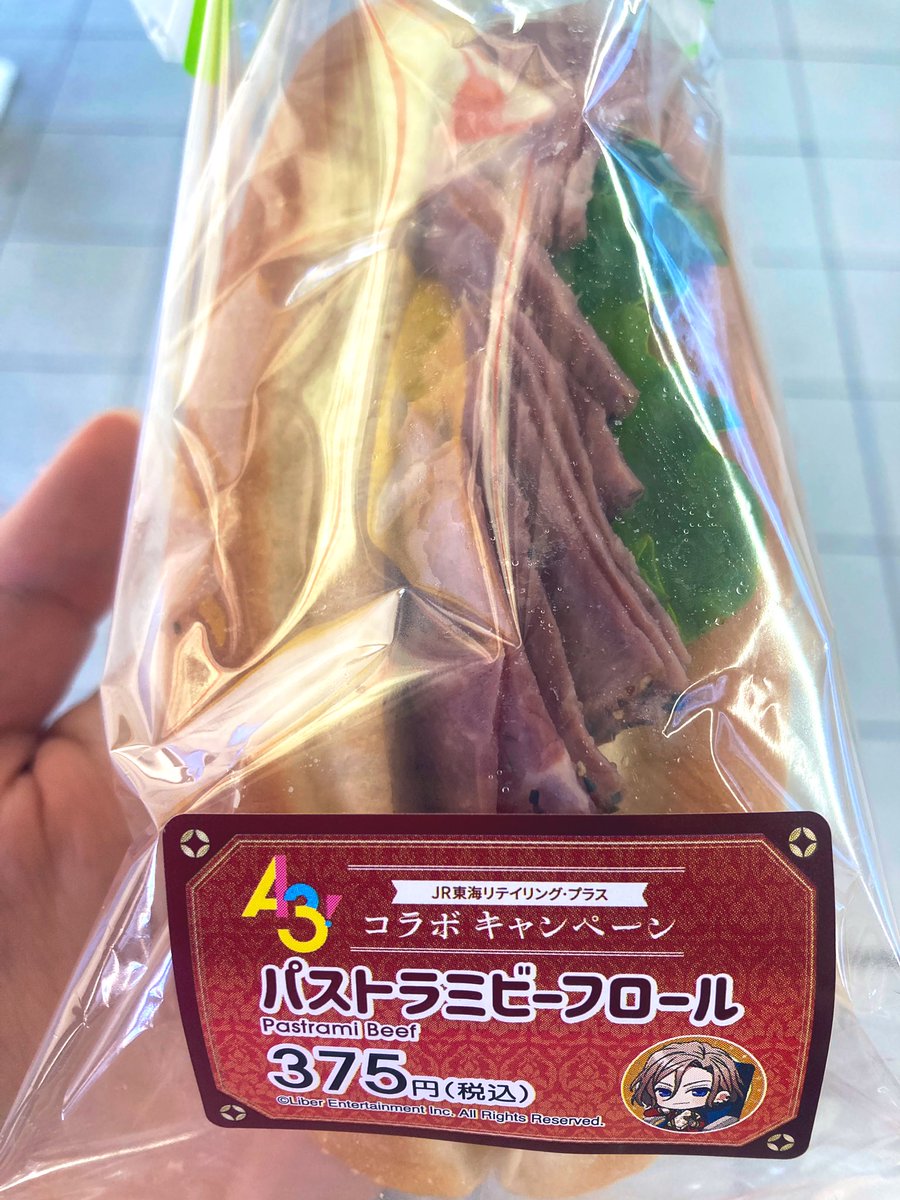 A3!
JR東海リテイリング・プラス
コラボ キャンペーン
パストラミビーフロール
Pastrami Beef
375円(税込)
©Liber Entertainment Inc. All Rights Reserved.